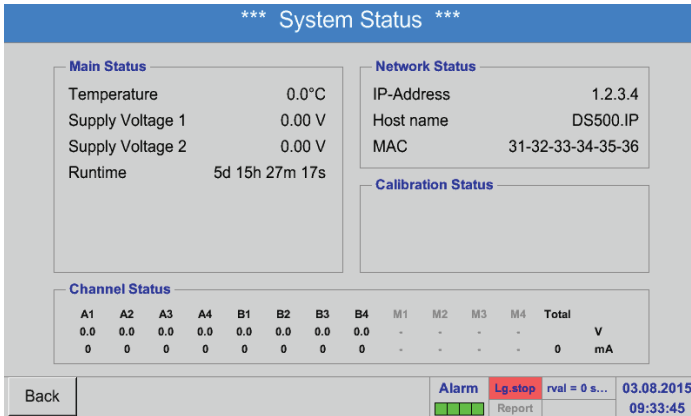 *** System Status ***
Main Status
Temperature 0.0°C
Supply Voltage 1 0.00 V
Supply Voltage 2 0.00 V
Runtime 5d 15h 27m 17s
Network Status
IP-Address 1.2.3.4
Host name DS500.IP
MAC 31-32-33-34-35-36
Calibration Status
Channel Status
A1 A2 A3 A4 B1 B2 B3 B4 M1 M2 M3 M4 Total
0.0 0.0 0.0 0.0 0.0 0.0 0.0 0.0 - - - - V
0 0 0 0 0 0 0 0 - - - - 0 mA
Back
Alarm Lg.stop rval = 0 s... 03.08.2015
Report 09:33:45